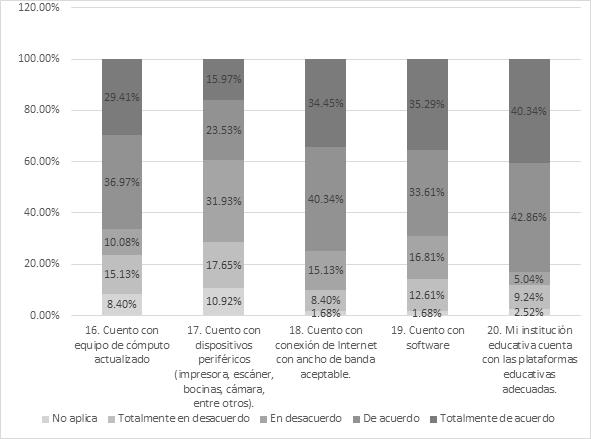 120.00%
100.00%
80.00%
60.00%
40.00%
20.00%
0.00%
29.41%
36.97%
10.08%
15.13%
8.40%
15.97%
23.53%
31.93%
17.65%
10.92%
34.45%
40.34%
15.13%
8.40%
1.68%
35.29%
33.61%
16.81%
12.61%
1.68%
40.34%
42.86%
5.04%
9.24%
2.52%
16. Cuento con
equipo de cómputo
actualizado
17. Cuento con
dispositivos
periféricos
(impresora, escáner,
bocinas, cámara,
entre otros).
18. Cuento con
conexión de Internet
con ancho de banda
aceptable.
19. Cuento con
software
20. Mi institución
educativa cuenta
con las plataformas
educativas
adecuadas.
No aplica Totalmente en desacuerdo En desacuerdo De acuerdo Totalmente de acuerdo